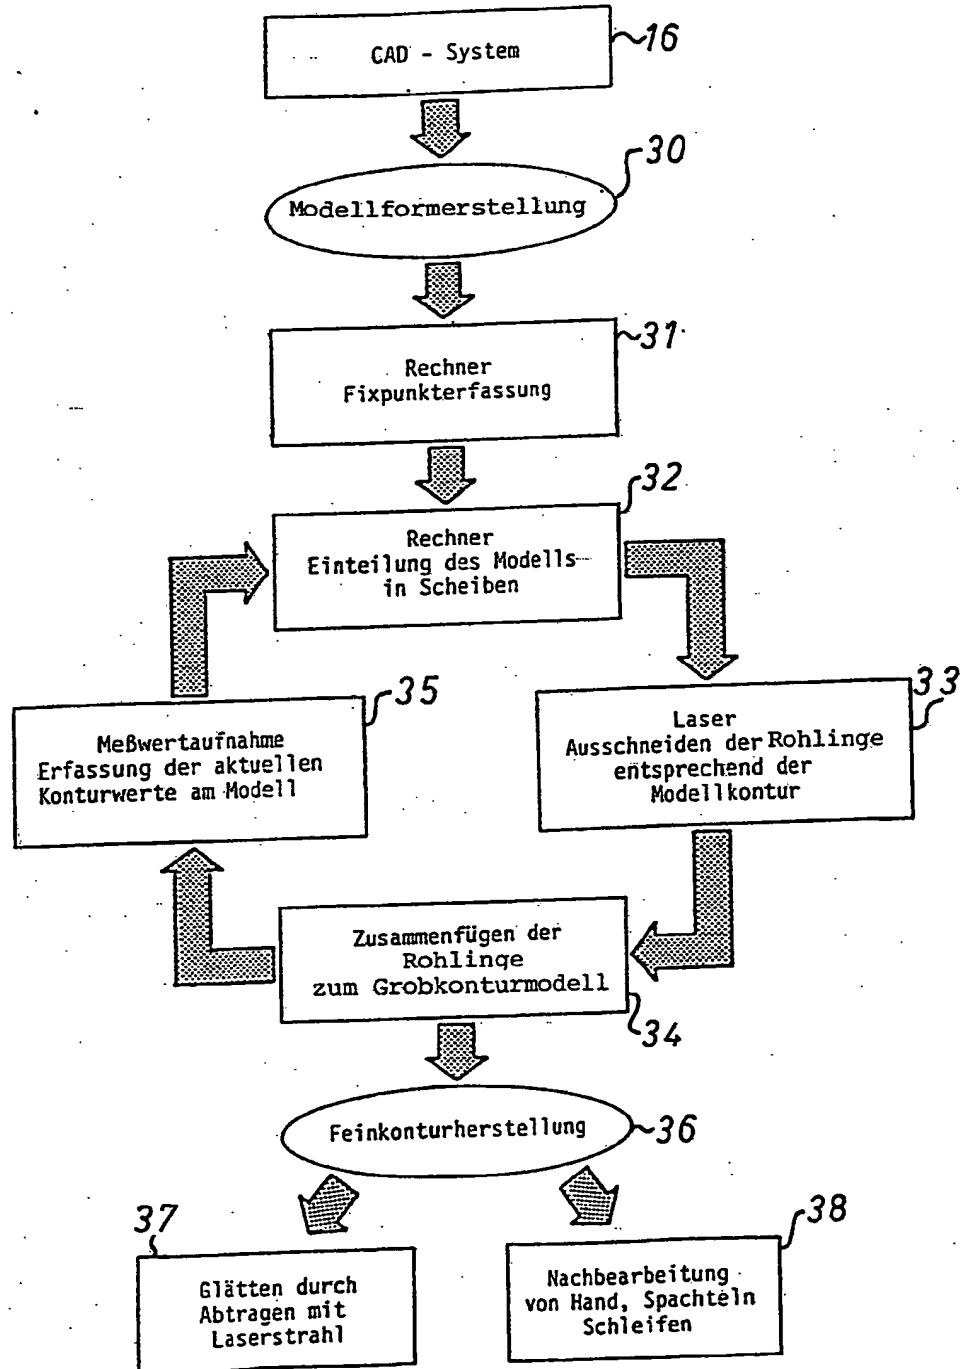 CAD - System
16
30
Modellformerstellung
31
Rechner
Fixpunkterfassung
32
Rechner
Einteilung des Modells
in Scheiben
35
Meßwertaufnahme
Erfassung der aktuellen
Konturwerte am Modell
33
Laser
Ausschneiden der Rohlinge
entsprechend der
Modellkontur
Zusammenfügen der
Rohlinge
zum Grobkonturmodell
34
Feinkonturherstellung
36
37
Glätten durch
Abtragen mit
Laserstrahl
38
Nachbearbeitung
von Hand, Spachteln
Schleifen